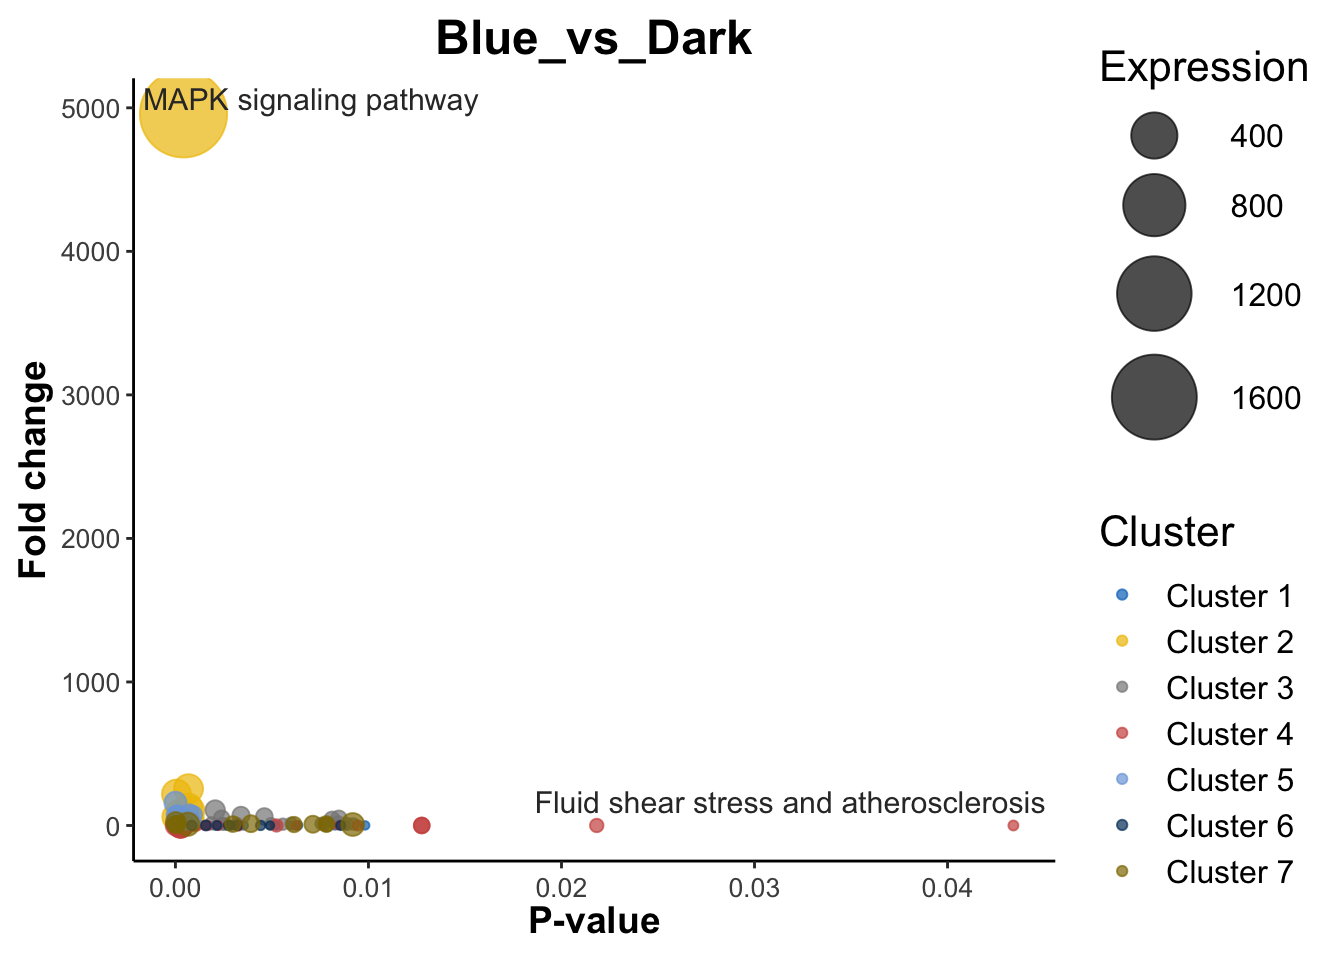 Blue_vs_Dark
MAPK signaling pathway
Fluid shear stress and atherosclerosis
Fold change
5000
4000
3000
2000
1000
0
0.00
0.01
0.02
0.03
0.04
P-value
Expression
400
800
1200
1600
Cluster
Cluster 1
Cluster 2
Cluster 3
Cluster 4
Cluster 5
Cluster 6
Cluster 7